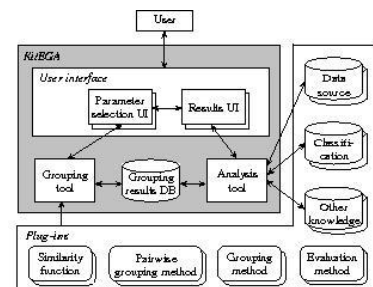 User
KitEGA
User interface
Parameter
selection UI
Results UI
Data
source
Classifi-
cation
Other
knowledge
Grouping
tool
Grouping
results DB
Analysis
tool
Plug-ins
Similarity
function
Pairwise
grouping method
Grouping
method
Evaluation
method